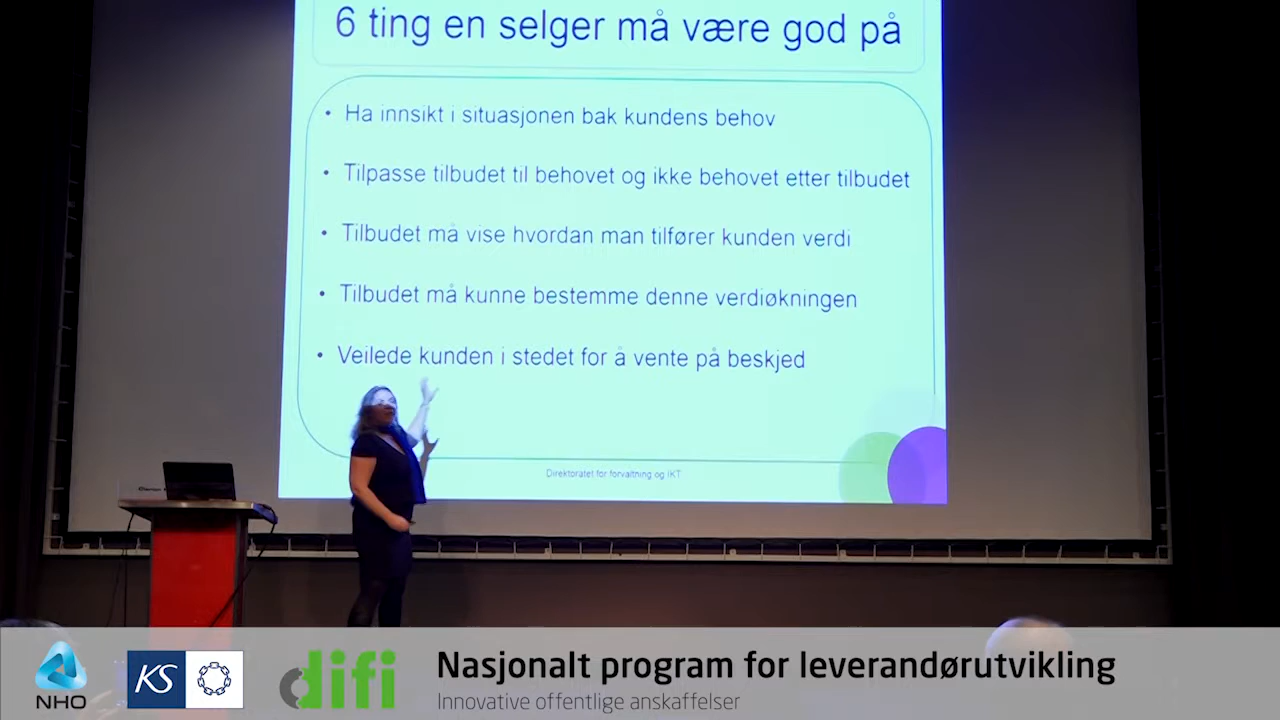 6 ting en selger må være god på
• Ha innsikt i situasjonen bak kundens behov
• Tilpasse tilbudet til behovet og ikke behovet etter tilbudet
• Tilbudet må vise hvordan man tilfører kunden verdi
• Tilbudet må kunne bestemme denne verdiøkningen
• Veilede kunden i stedet for å vente på beskjed
Direktoratet for forvaltning og IKT
NHO
KS
difi
Nasjonalt program for leverandørutvikling
Innovative offentlige anskaffelser